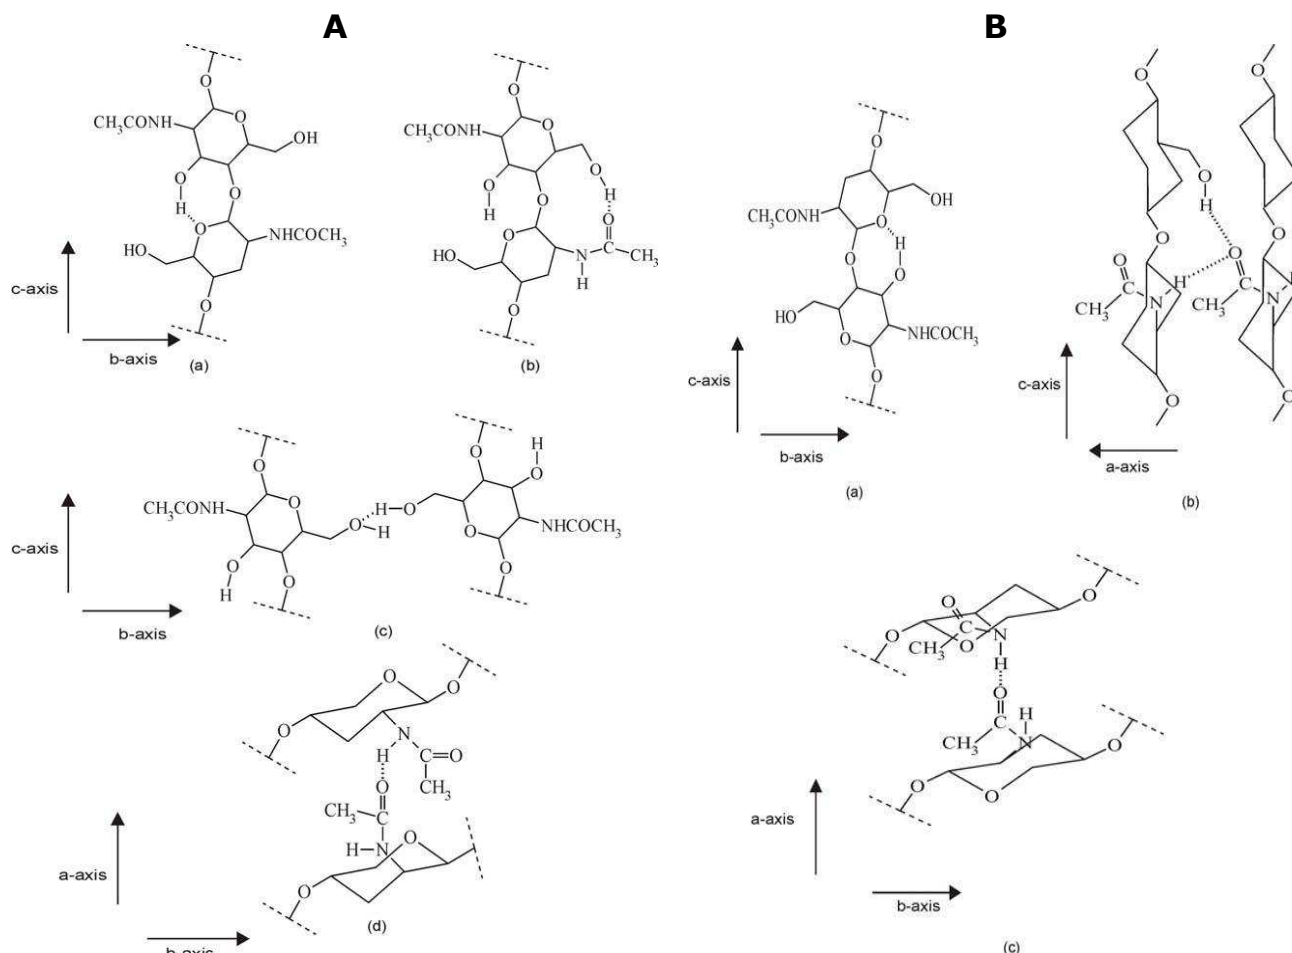 A
O
O
CH₃CONH
OH
O
H
O
O
NHCOCH₃
HO
O
c-axis
b-axis
(a)
O
O
CH₃CONH
O
O
H
H
O
O
O
C
HO
N
CH₃
H
O
(b)
O
CH₃CONH
O
O
H
H
O
H
O
c-axis
b-axis
O
H
O
H
O
O
NHCOCH₃
O
(c)
O
O
O
N
H
C=O
CH₃
O
CH₃
C
H–N
O
O
a-axis
b-axis
(d)
B
O
OH
CH₃CONH
O
H
O
O
HO
O
NHCOCH₃
O
c-axis
b-axis
(a)
O
O
O
H
O
O
O
O
C
H
CH₃
N
C
CH₃
N
O
O
c-axis
a-axis
(b)
O
O
C
N
O
O
CH₃
H
O
C
H
CH₃
N
O
O
O
a-axis
b-axis
(c)